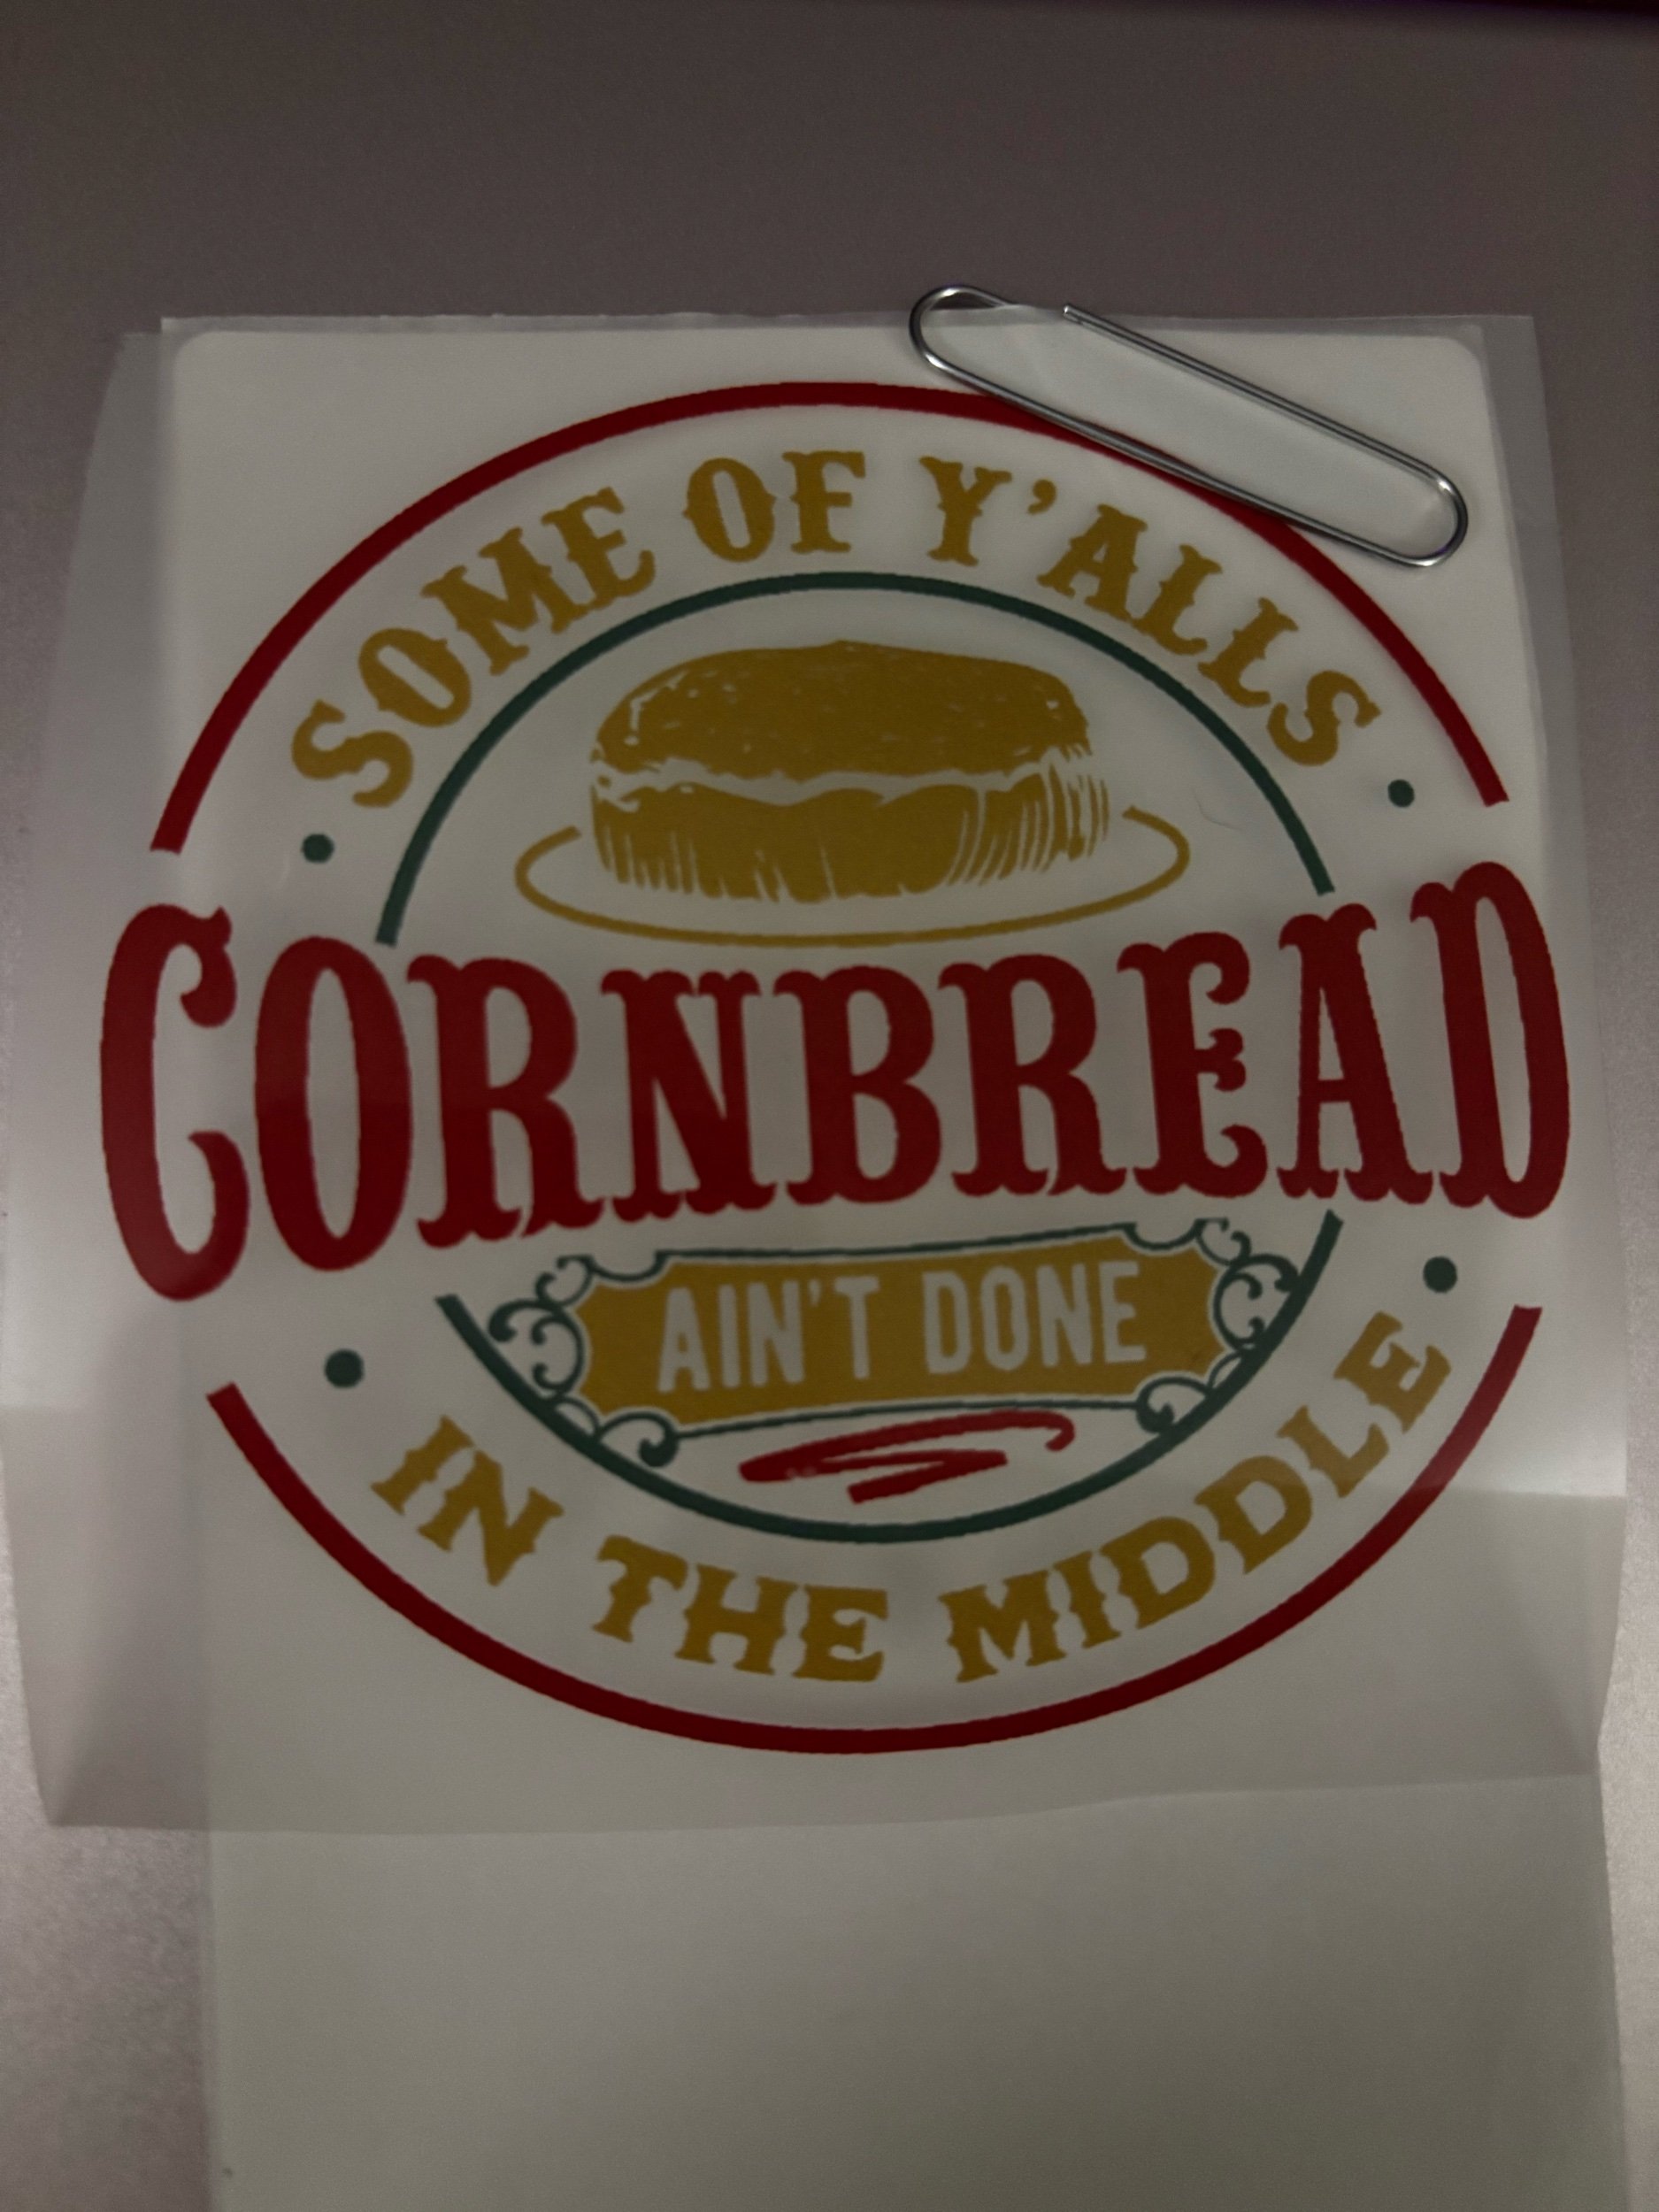 SOME OF Y'ALLS
CORNBREAD
AIN'T DONE
IN THE MIDDLE